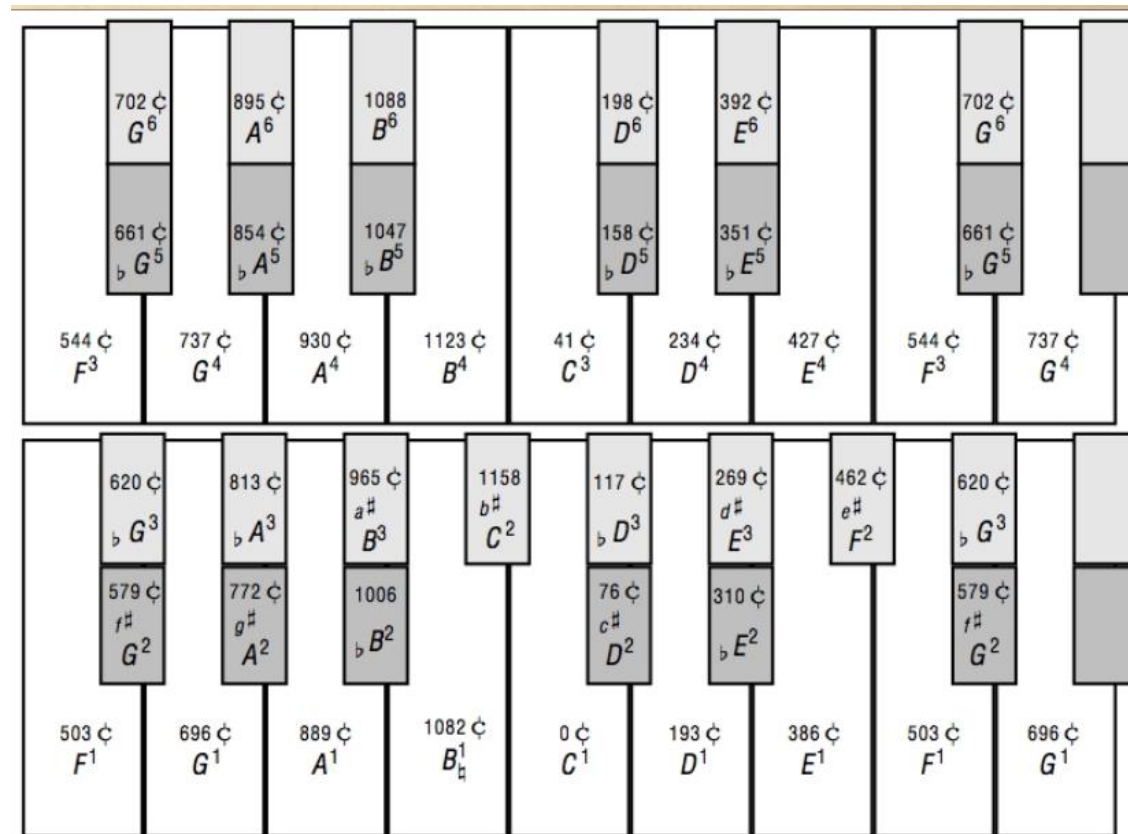 702 ¢ 895 ¢ 1088 198 ¢ 392 ¢ 702 ¢
G⁶ A⁶ B⁶ D⁶ E⁶ G⁶
661 ¢ 854 ¢ 1047 158 ¢ 351 ¢ 661 ¢
♭G⁵ ♭A⁵ ♭B⁵ ♭D⁵ ♭E⁵ ♭G⁵
544 ¢ 737 ¢ 930 ¢ 1123 ¢ 41 ¢ 234 ¢ 427 ¢ 544 ¢ 737 ¢
F³ G⁴ A⁴ B⁴ C³ D⁴ E⁴ F³ G⁴
620 ¢ 813 ¢ 965 ¢ 1158 117 ¢ 269 ¢ 462 ¢ 620 ¢
a♯ b♯ d♯ e♯
♭G³ ♭A³ B³ C² ♭D³ E³ F² ♭G³
579 ¢ 772 ¢ 1006 76 ¢ 310 ¢ 579 ¢
f♯ g♯ c♯ f♯
G² A² ♭B² D² ♭E² G²
503 ¢ 696 ¢ 889 ¢ 1082 ¢ 0 ¢ 193 ¢ 386 ¢ 503 ¢ 696 ¢
F¹ G¹ A¹ B¹♮ C¹ D¹ E¹ F¹ G¹